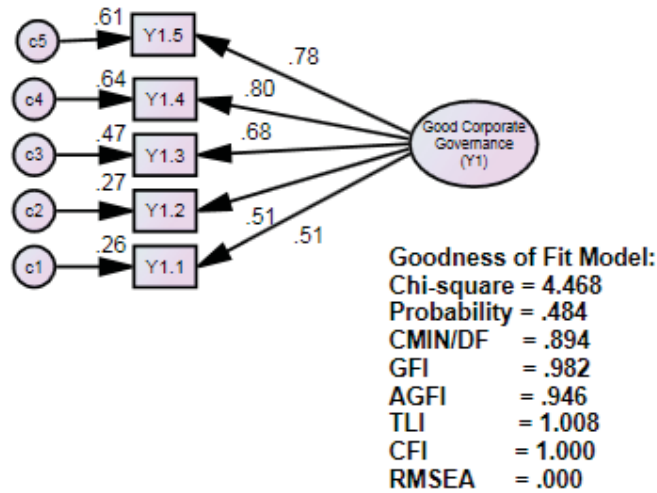 .61
c5
Y1.5
.78
.64
c4
Y1.4
.80
.47
c3
Y1.3
.68
Good Corporate
Governance
(Y1)
.27
c2
Y1.2
.51
.26
c1
Y1.1
.51
Goodness of Fit Model:
Chi-square = 4.468
Probability = .484
CMIN/DF = .894
GFI = .982
AGFI = .946
TLI = 1.008
CFI = 1.000
RMSEA = .000